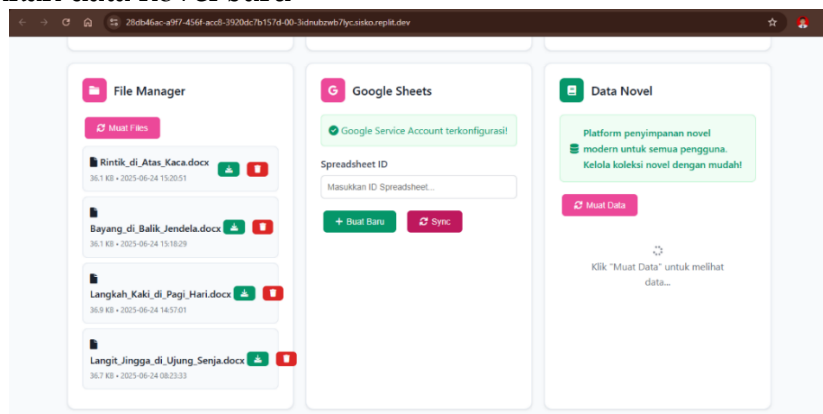 28db46ac-a9f7-456f-acc8-3920dc7b157d-00-3idnubzwb7lyc.sisko.replit.dev
File Manager
Muat Files
Rintik_di_Atas_Kaca.docx
36.1 KB • 2025-06-24 15:20:51
Bayang_di_Balik_Jendela.docx
36.1 KB • 2025-06-24 15:18:29
Langkah_Kaki_di_Pagi_Hari.docx
36.9 KB • 2025-06-24 14:57:01
Langit_Jingga_di_Ujung_Senja.docx
36.7 KB • 2025-06-24 08:23:33
G Google Sheets
Google Service Account terkonfigurasi!
Spreadsheet ID
Masukkan ID Spreadsheet...
+ Buat Baru
Sync
Data Novel
Platform penyimpanan novel
modern untuk semua pengguna.
Kelola koleksi novel dengan mudah!
Muat Data
Klik "Muat Data" untuk melihat
data...